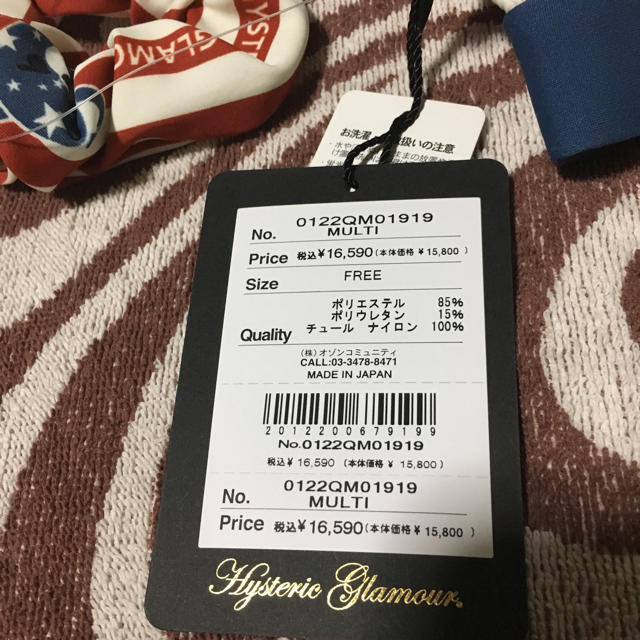 GLAMO
お洗濯
扱いの注意
No. 0122QM01919
MULTI
Price 税込¥16,590(本体価格 ¥15,800)
Size FREE
ポリエステル 85%
ポリウレタン 15%
Quality チュール ナイロン 100%
(株)オゾンコミュニティ
CALL:03-3478-8471
MADE IN JAPAN
2012200679199
No.0122QM01919
税込¥16,590 (本体価格 ¥ 15,800)
No. 0122QM01919
MULTI
Price 税込¥16,590(本体価格 ¥ 15,800)
Hysteric Glamour.